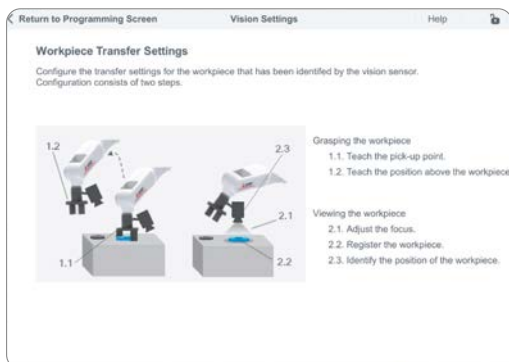 Return to Programming Screen
Vision Settings
Help
Workpiece Transfer Settings
Configure the transfer settings for the workpiece that has been identifed by the vision sensor.
Configuration consists of two steps.
1.2
2.3
Grasping the workpiece
1.1. Teach the pick-up point.
1.2. Teach the position above the workpiece
2.1
Viewing the workpiece
2.1. Adjust the focus.
1.1
2.2
2.2. Register the workpiece.
2.3. Identify the position of the workpiece.